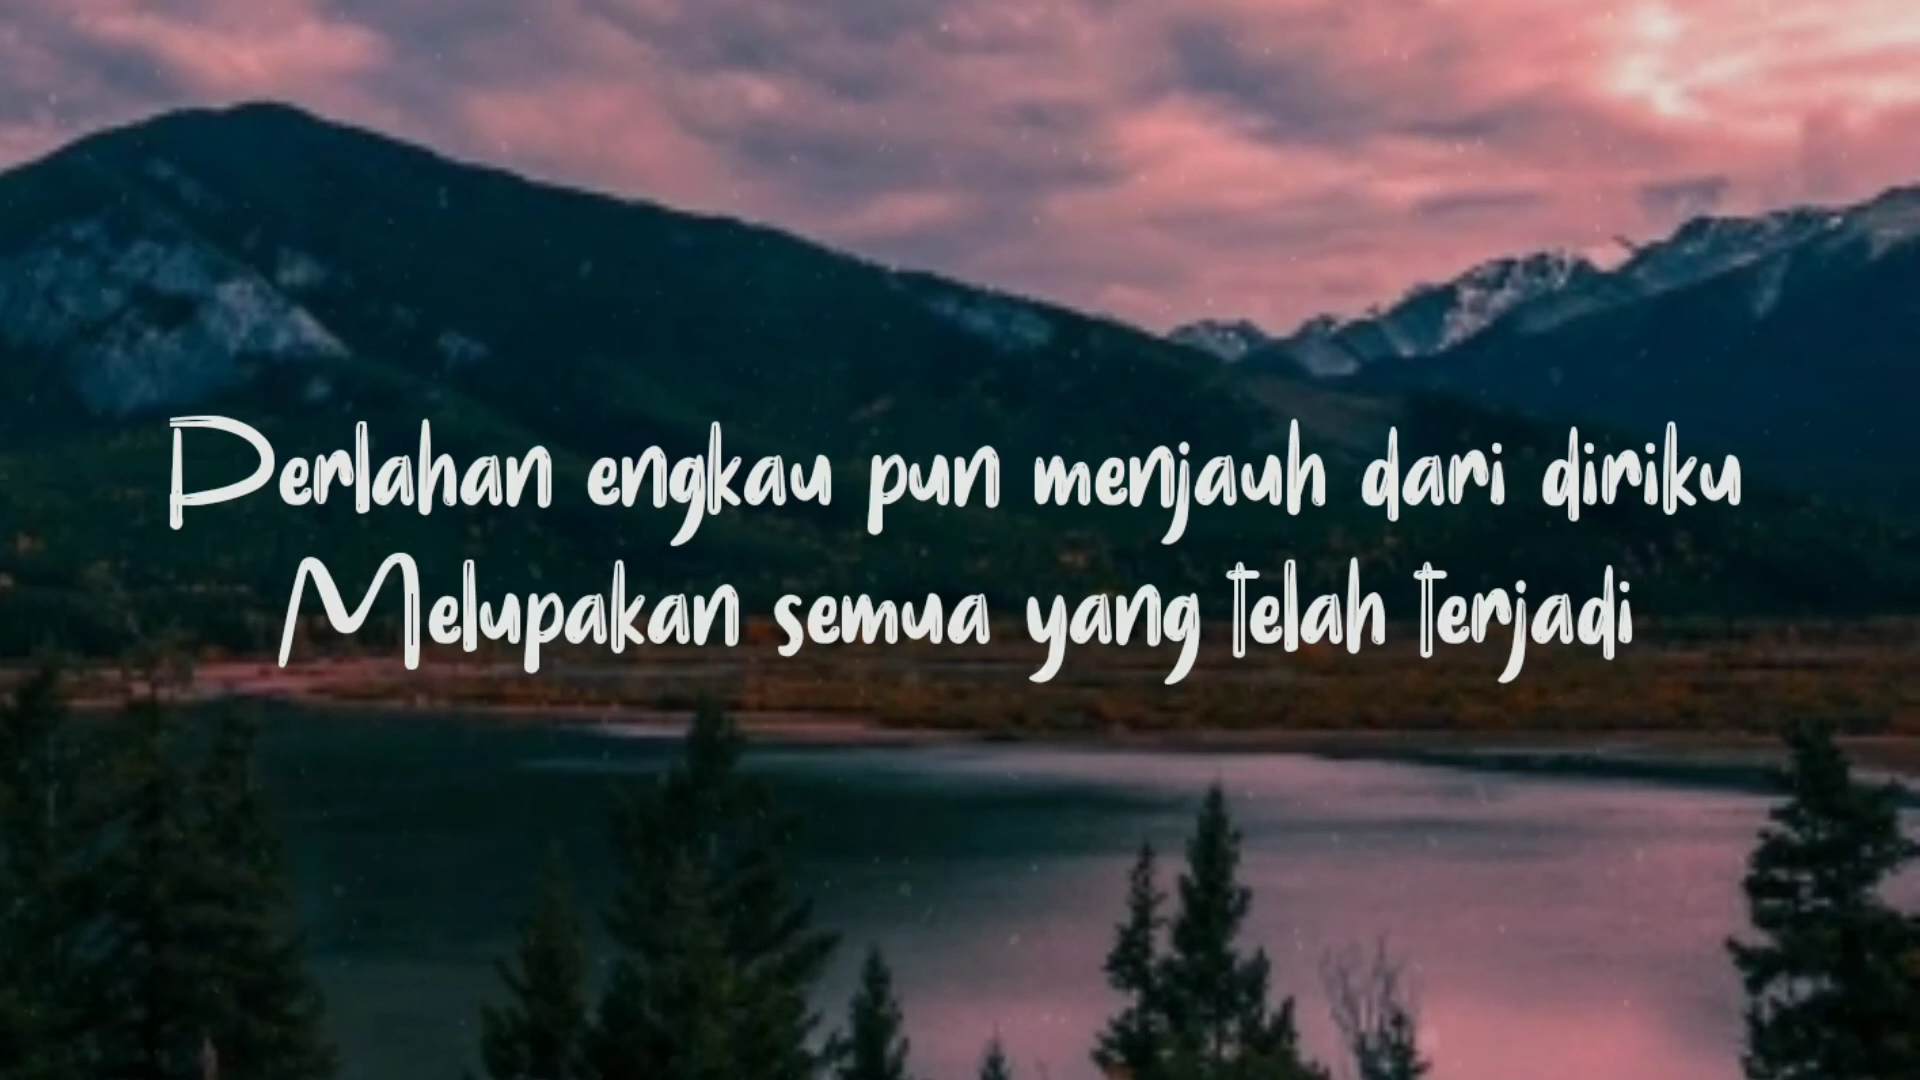 Perlahan engkau pun menjauh dari diriku
Melupakan semua yang telah terjadi